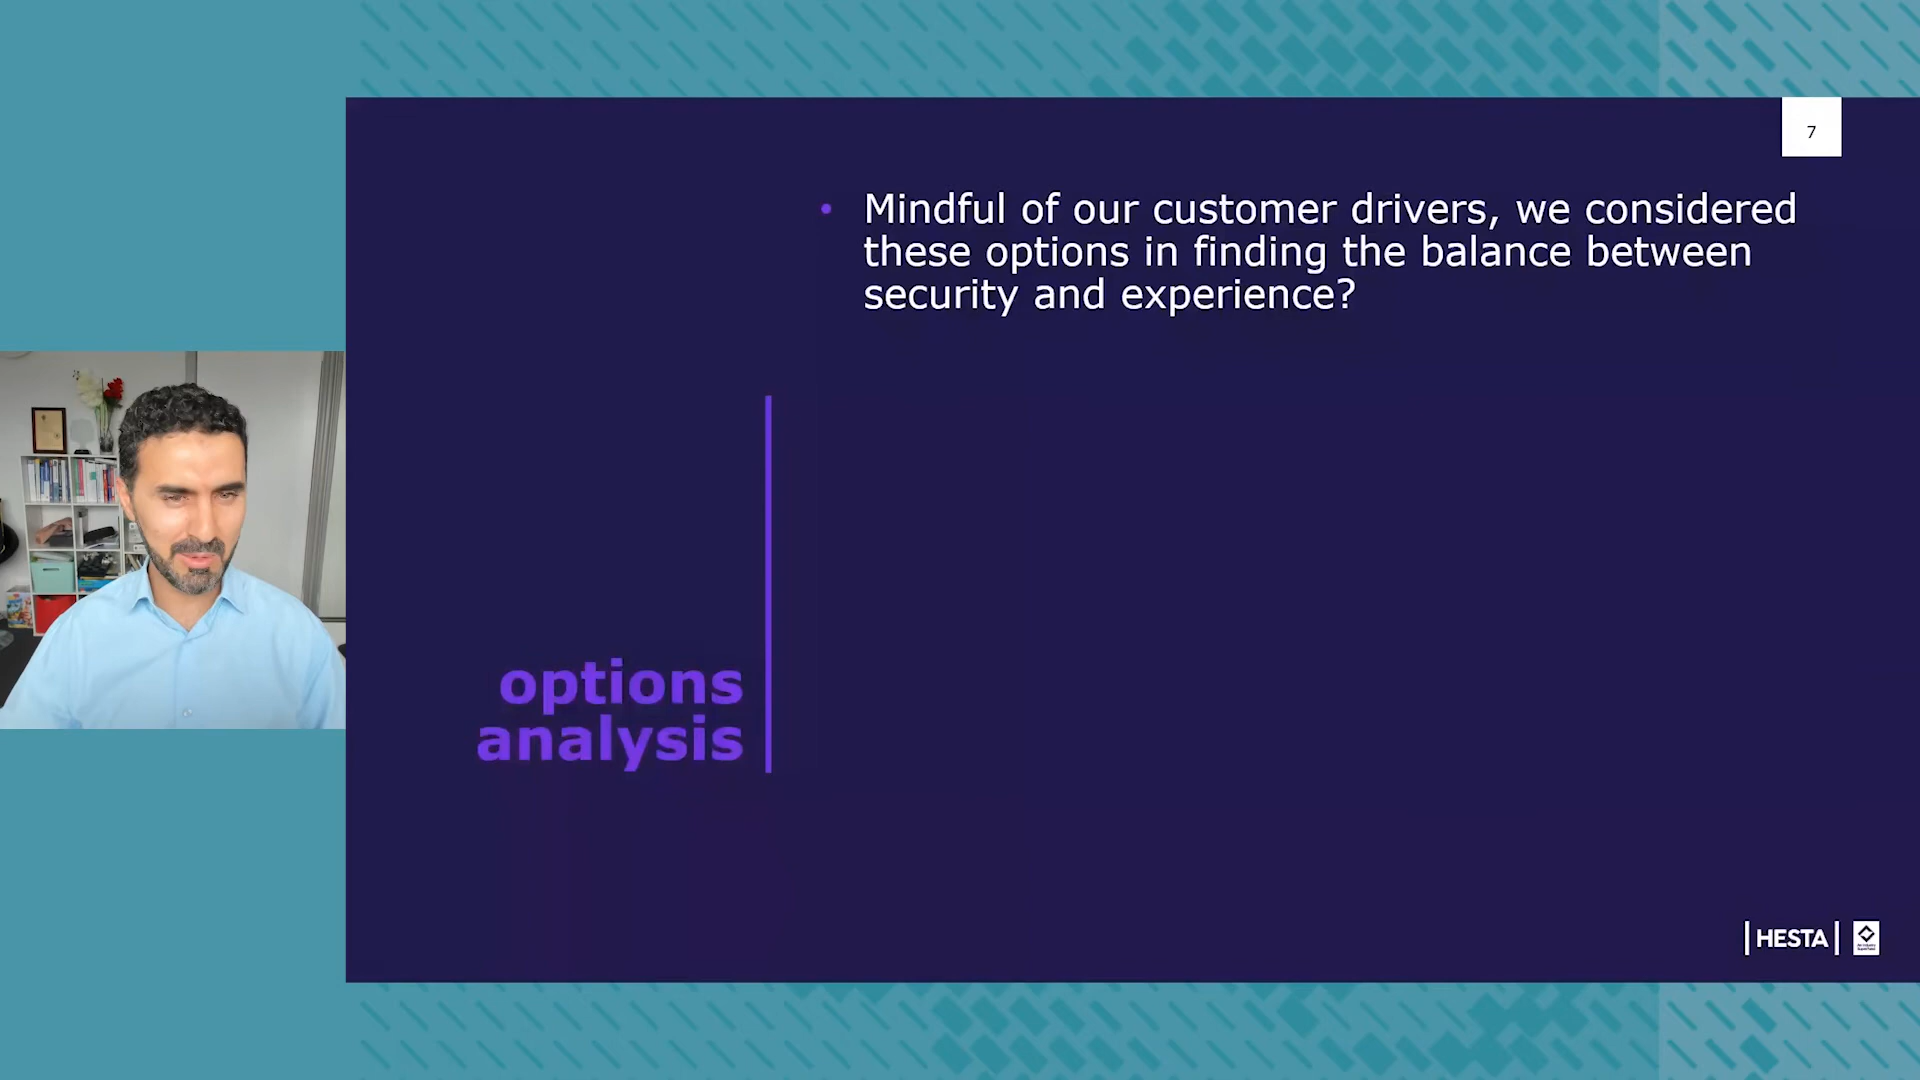 7
• Mindful of our customer drivers, we considered
these options in finding the balance between
security and experience?
options
analysis
|HESTA|